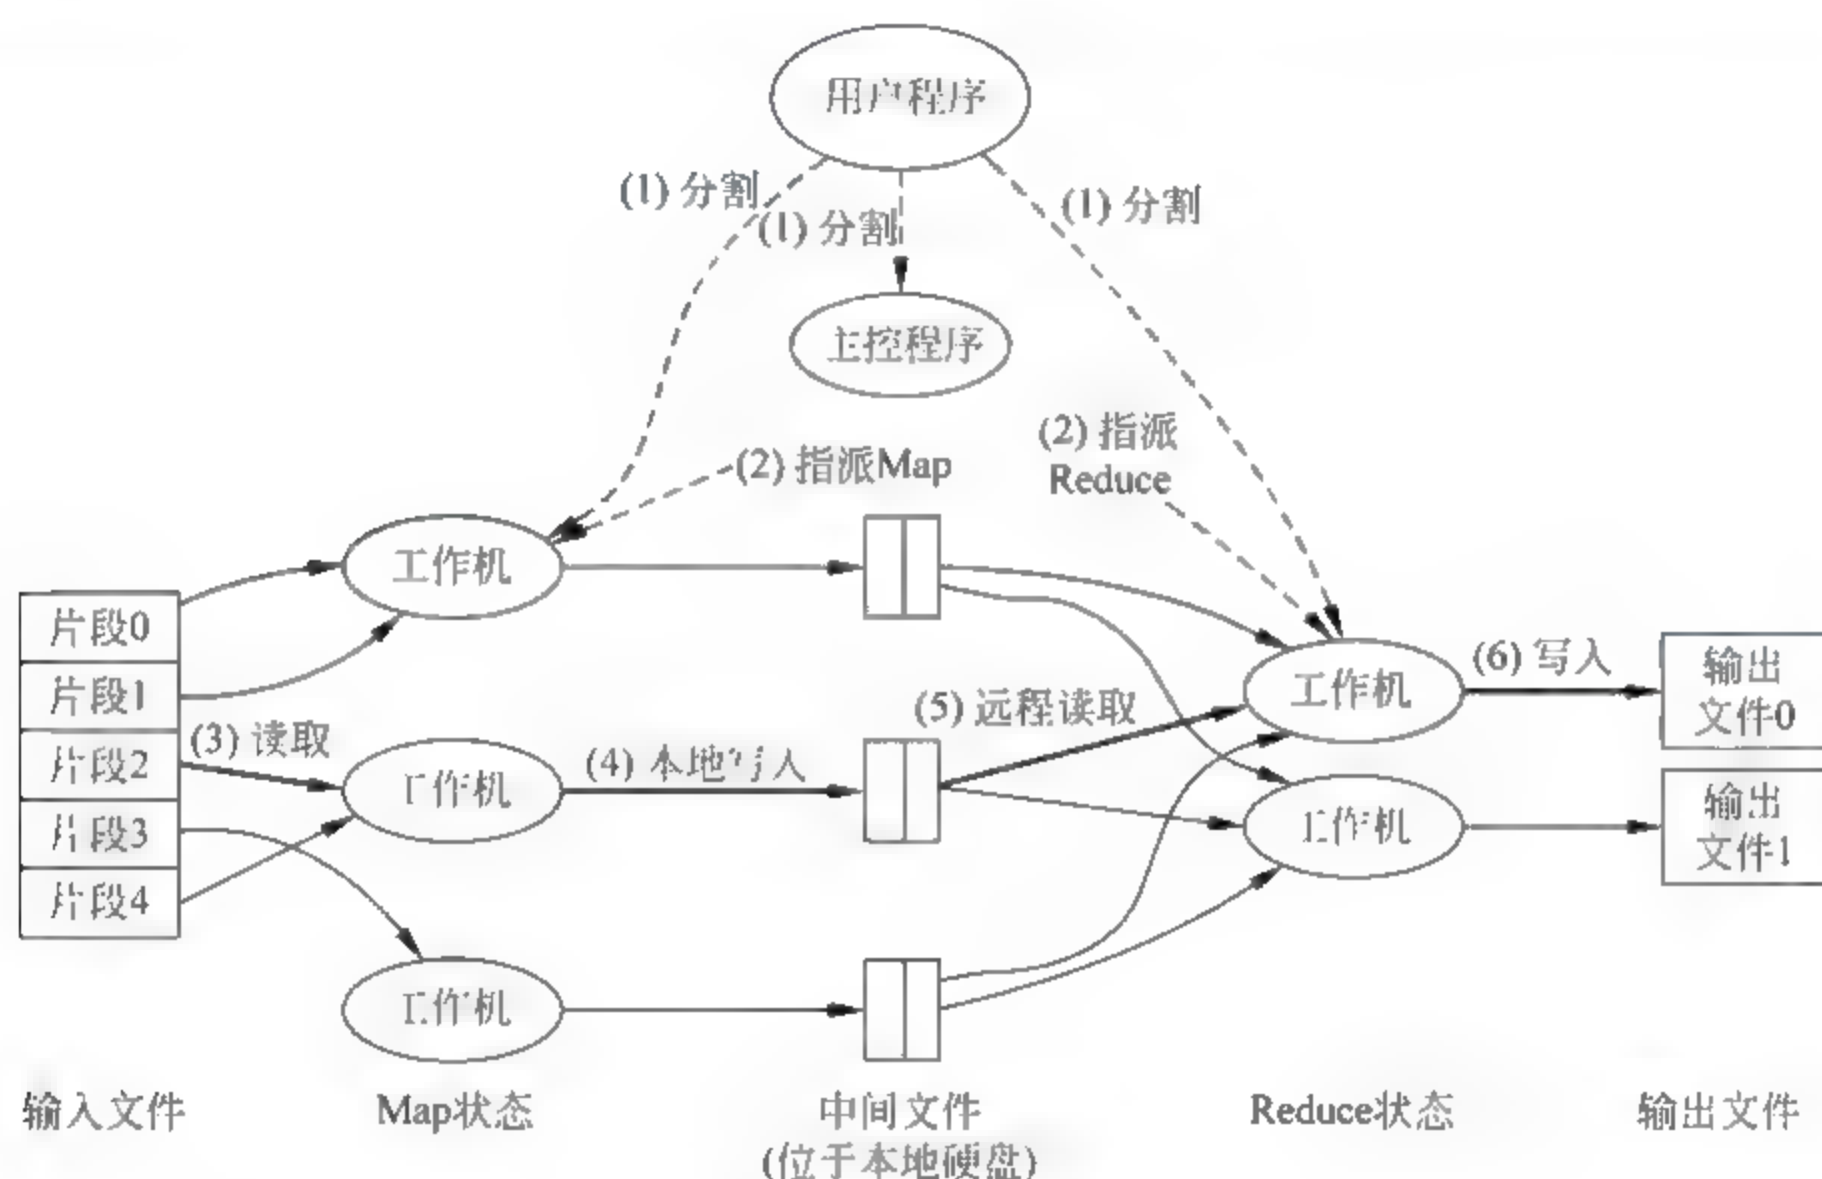 用户程序
(1) 分割
(1) 分割
(1) 分割
主控程序
(2) 指派Map
(2) 指派
Reduce
工作机
片段0
片段1
片段2
片段3
片段4
(3) 读取
工作机
(4) 本地写入
(5) 远程读取
工作机
(6) 写入
输出
文件0
工作机
输出
文件1
工作机
输入文件
Map状态
中间文件
(位于本地硬盘)
Reduce状态
输出文件